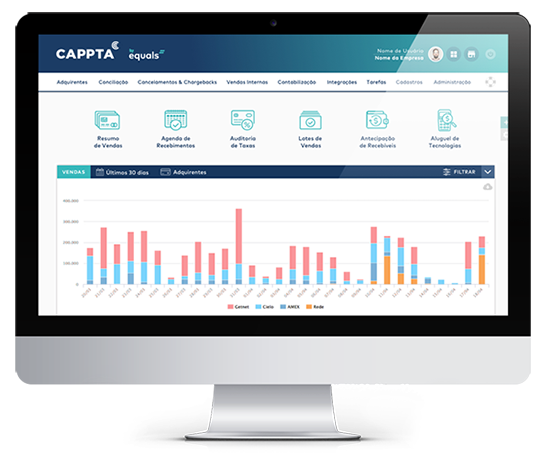 CAPPTA by equals
Nome de Usuário
Nome da Empresa
Adquirentes Conciliação Cancelamentos & Chargebacks Vendas Internas Contabilização Integrações Tarefas Cadastros Administração
Resumo de Vendas
Agenda de Recebimentos
Auditoria de Taxas
Lotes de Vendas
Antecipação de Recebíveis
Aluguel de Tecnologias
VENDAS Últimos 30 dias Adquirentes FILTRAR
400.000
300.000
200.000
100.000
0
Getnet Cielo AMEX Rede